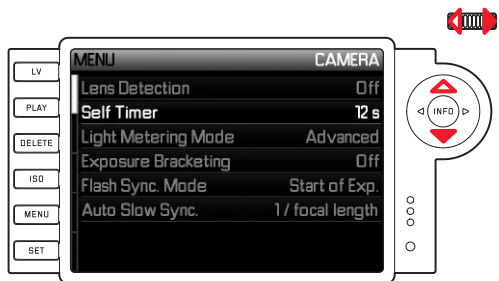 LV
PLAY
DELETE
ISO
MENU
SET
MENU CAMERA
Lens Detection Off
Self Timer 12 s
Light Metering Mode Advanced
Exposure Bracketing Off
Flash Sync. Mode Start of Exp.
Auto Slow Sync. 1 / focal length
INFO